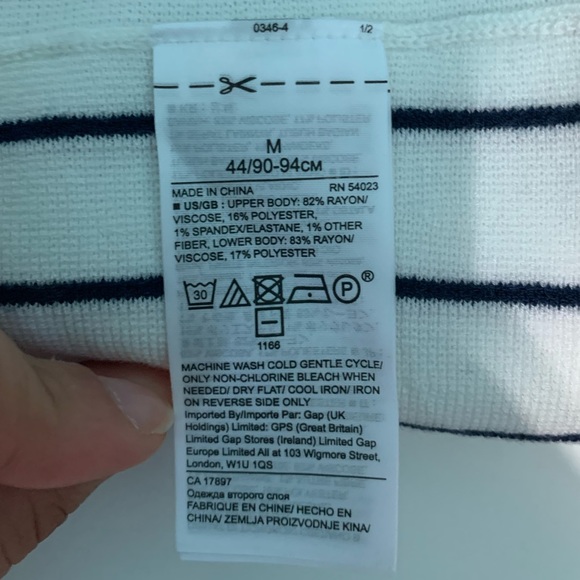 0346-4 1/2
M
44/90-94CM
MADE IN CHINA RN 54023
■ US/GB : UPPER BODY: 82% RAYON/
VISCOSE, 16% POLYESTER,
1% SPANDEX/ELASTANE, 1% OTHER
FIBER, LOWER BODY: 83% RAYON/
VISCOSE, 17% POLYESTER
30 P ®
1166
MACHINE WASH COLD GENTLE CYCLE/
ONLY NON-CHLORINE BLEACH WHEN
NEEDED/ DRY FLAT/ COOL IRON/ IRON
ON REVERSE SIDE ONLY
Imported By/Importe Par: Gap (UK
Holdings) Limited: GPS (Great Britain)
Limited Gap Stores (Ireland) Limited Gap
Europe Limited All at 103 Wigmore Street,
London, W1U 1QS
CA 17897
Одежда второго слоя
FABRIQUE EN CHINE/ HECHO EN
CHINA/ ZEMLJA PROIZVODNJE KINA/